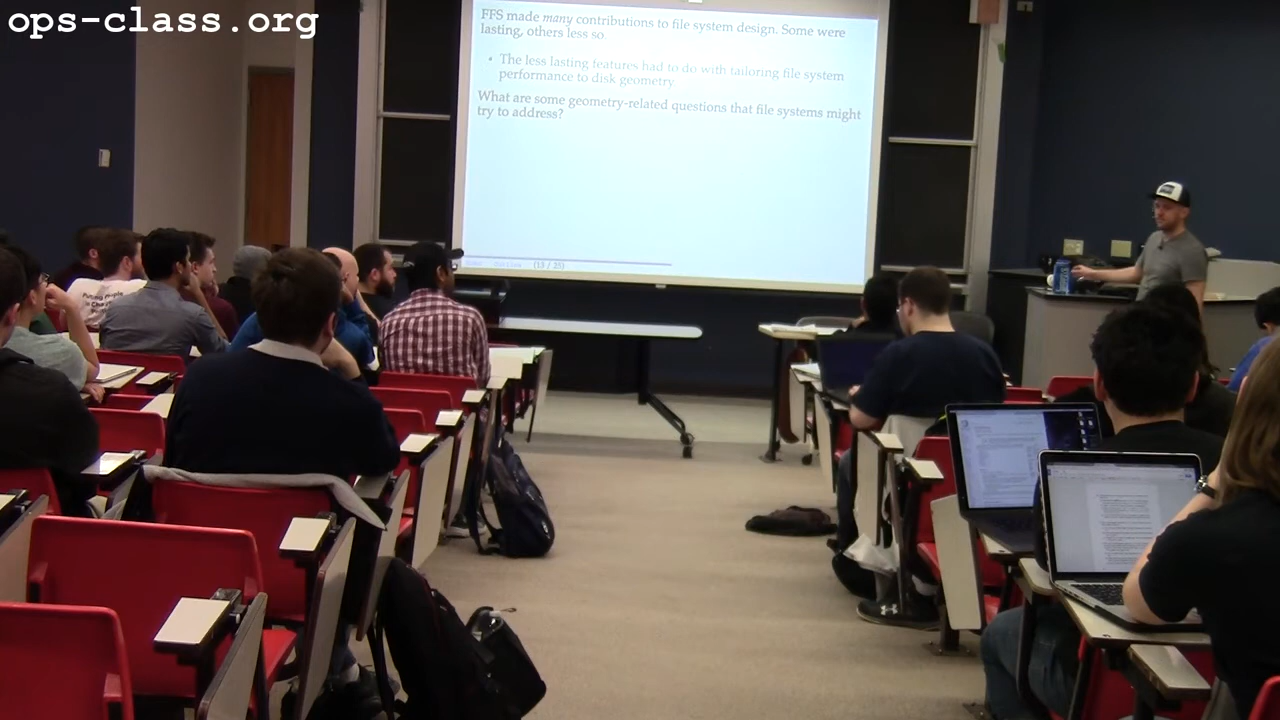 ops-class.org
FFS made many contributions to file system design. Some were
lasting, others less so.
• The less lasting features had to do with tailoring file system
performance to disk geometry.
What are some geometry-related questions that file systems might
try to address?
(13 / 25)